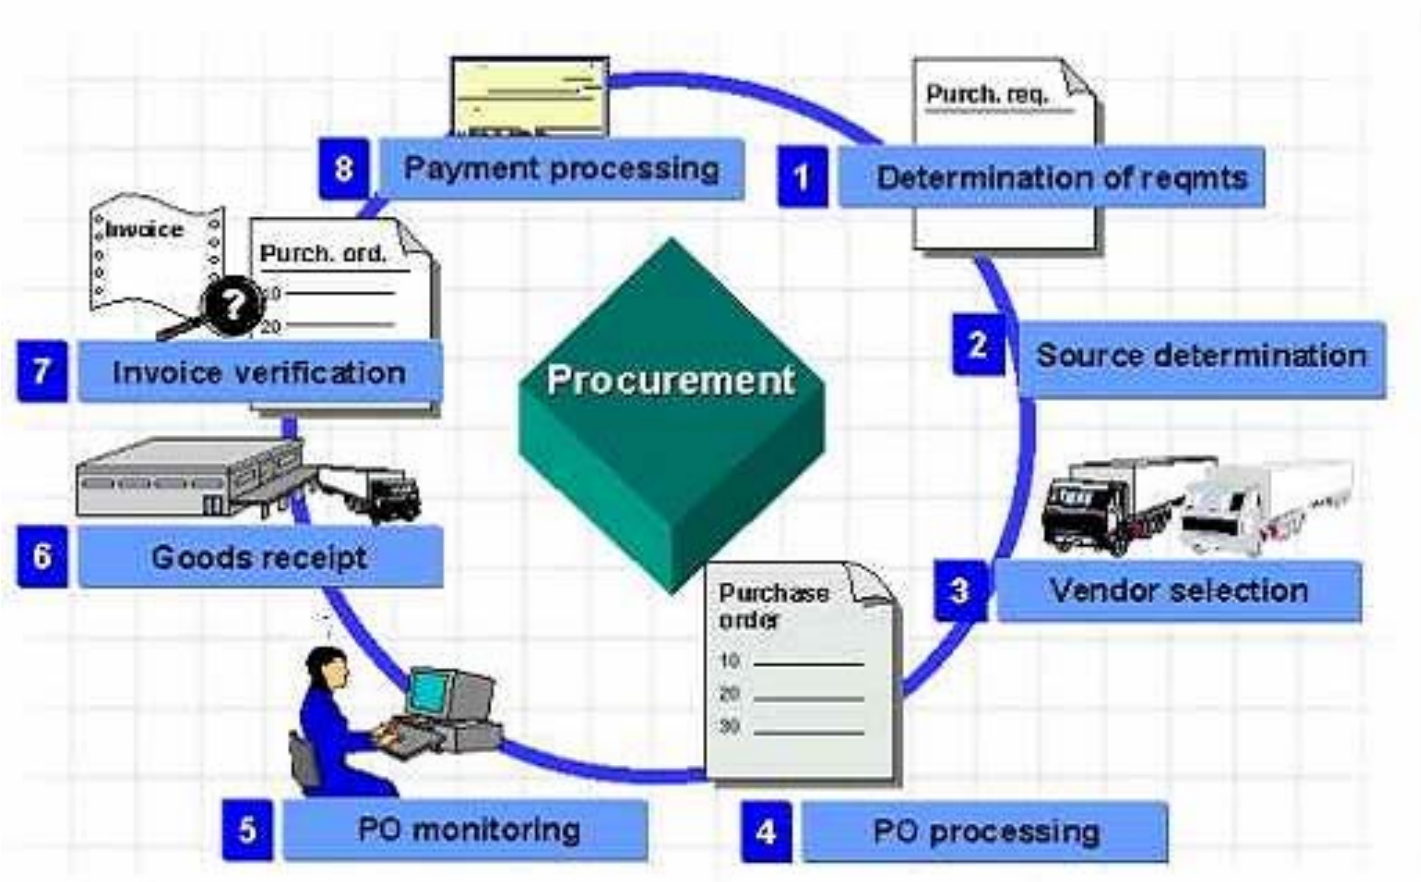 Purch. req.
1 Determination of reqmts
2 Source determination
3 Vendor selection
Purchase
order
10
20
30
4 PO processing
5 PO monitoring
6 Goods receipt
Invoice
Purch. ord.
?
10
20
7 Invoice verification
8 Payment processing
Procurement